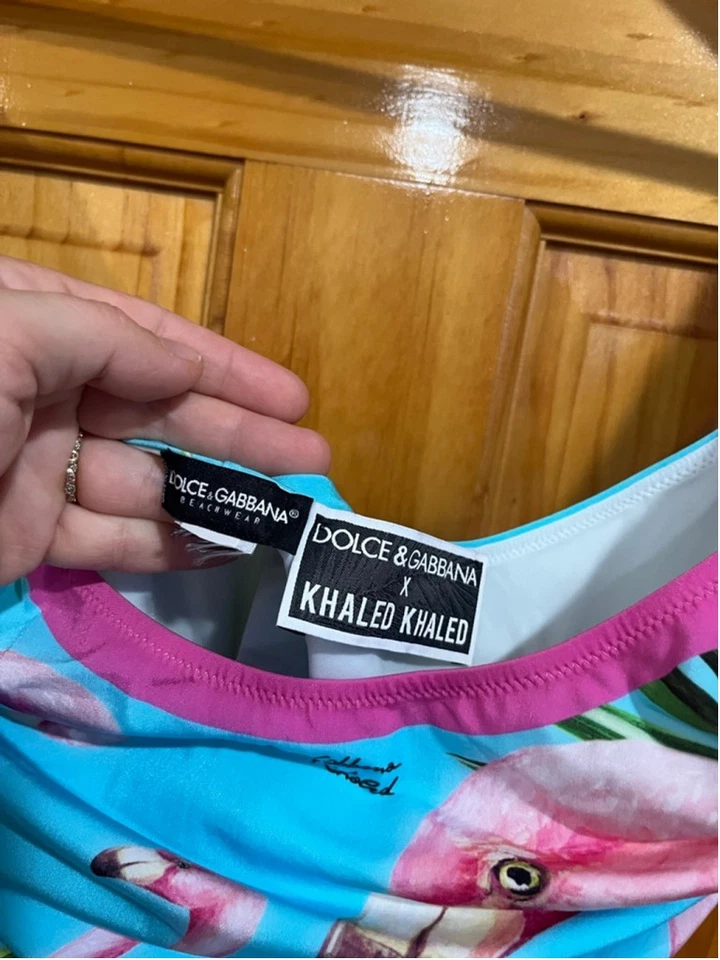 DOLCE & GABBANA®
BEACHWEAR
DOLCE & GABBANA
X
KHALED KHALED